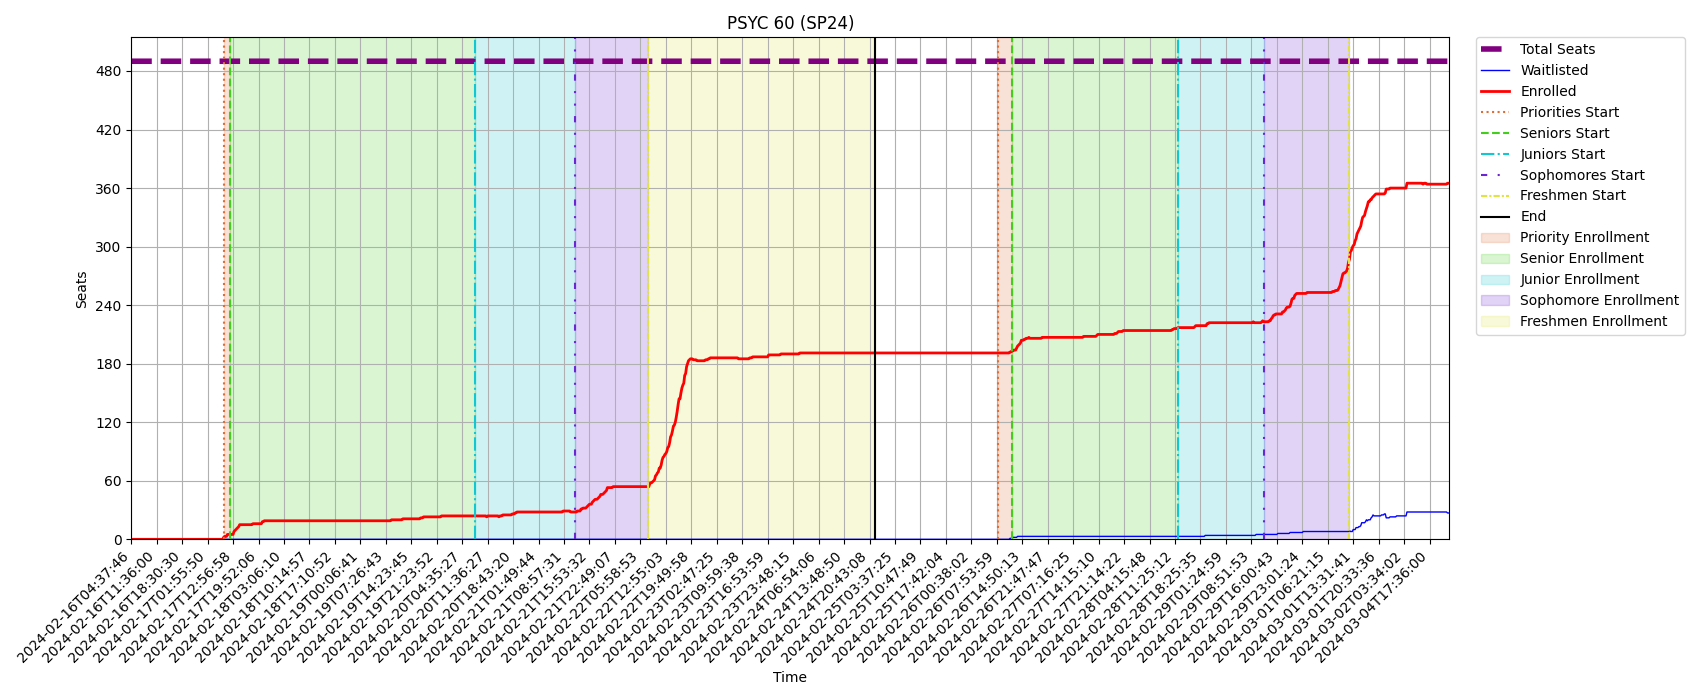 PSYC 60 (SP24)
Seats
480
420
360
300
240
180
120
60
0
2024-02-16T04:37:46
2024-02-16T11:36:00
2024-02-16T18:30:30
2024-02-17T01:55:50
2024-02-17T12:56:58
2024-02-17T19:52:06
2024-02-18T03:06:10
2024-02-18T10:14:57
2024-02-18T17:10:52
2024-02-19T00:06:41
2024-02-19T07:26:43
2024-02-19T14:23:45
2024-02-19T21:23:52
2024-02-20T04:35:27
2024-02-20T11:36:27
2024-02-20T18:43:20
2024-02-21T01:49:44
2024-02-21T08:57:31
2024-02-21T15:53:32
2024-02-21T22:49:07
2024-02-22T05:58:53
2024-02-22T12:55:03
2024-02-22T19:49:58
2024-02-23T02:47:25
2024-02-23T09:59:38
2024-02-23T16:53:59
2024-02-23T23:48:15
2024-02-24T06:54:06
2024-02-24T13:48:50
2024-02-24T20:43:08
2024-02-25T03:37:25
2024-02-25T10:47:49
2024-02-25T17:42:04
2024-02-26T00:38:02
2024-02-26T07:53:59
2024-02-26T14:50:13
2024-02-26T21:47:47
2024-02-27T07:16:25
2024-02-27T14:15:10
2024-02-27T21:14:22
2024-02-28T04:15:48
2024-02-28T11:25:12
2024-02-28T18:25:35
2024-02-29T01:24:59
2024-02-29T08:51:53
2024-02-29T16:00:43
2024-02-29T23:01:24
2024-03-01T06:21:15
2024-03-01T13:31:41
2024-03-01T20:33:36
2024-03-02T03:34:02
2024-03-04T17:36:00
Time
Total Seats
Waitlisted
Enrolled
Priorities Start
Seniors Start
Juniors Start
Sophomores Start
Freshmen Start
End
Priority Enrollment
Senior Enrollment
Junior Enrollment
Sophomore Enrollment
Freshmen Enrollment